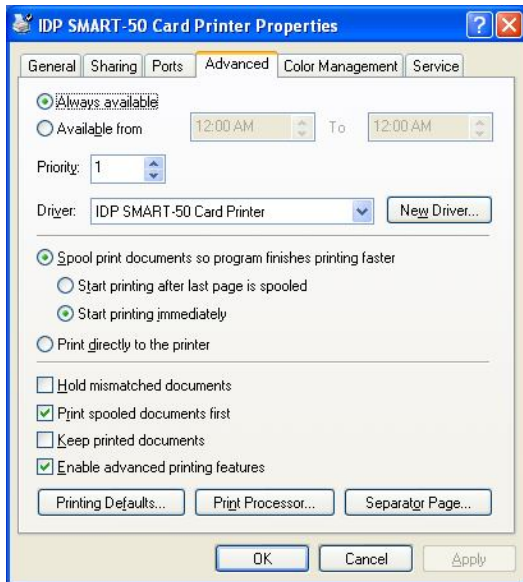 IDP SMART-50 Card Printer Properties
General Sharing Ports Advanced Color Management Service
Always available
Available from 12:00 AM To 12:00 AM
Priority: 1
Driver: IDP SMART-50 Card Printer New Driver...
Spool print documents so program finishes printing faster
Start printing after last page is spooled
Start printing immediately
Print directly to the printer
Hold mismatched documents
Print spooled documents first
Keep printed documents
Enable advanced printing features
Printing Defaults... Print Processor... Separator Page...
OK Cancel Apply